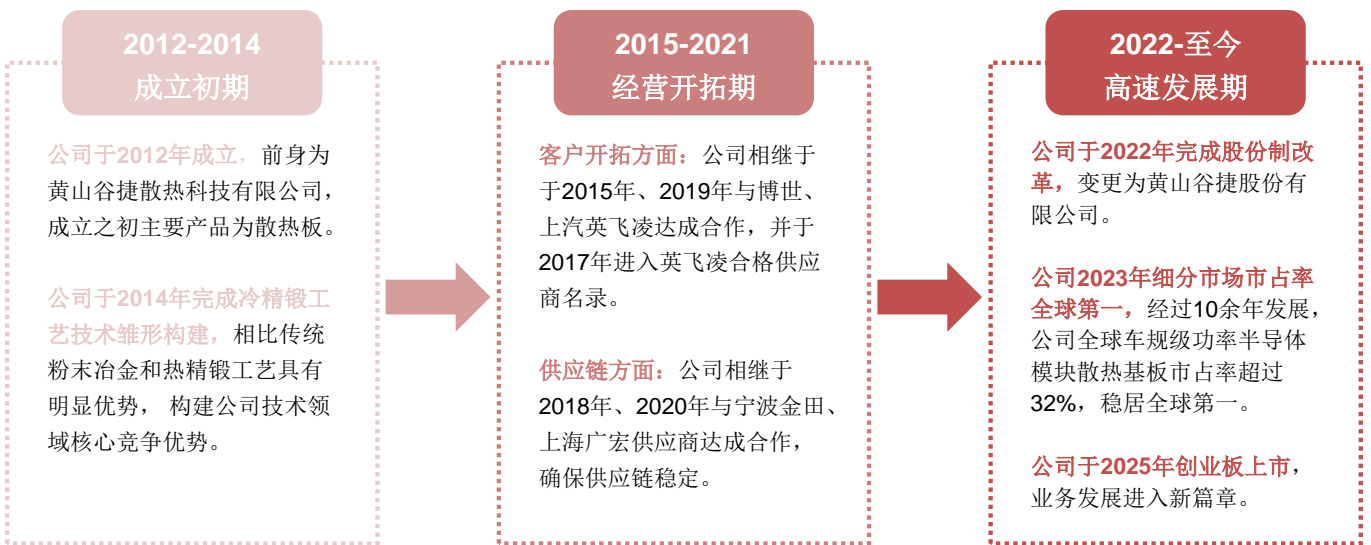 2012-2014
成立初期
公司于2012年成立，前身为
黄山谷捷散热科技有限公司，
成立之初主要产品为散热板。
公司于2014年完成冷精锻工
艺技术雏形构建，相比传统
粉末冶金和热精锻工艺具有
明显优势， 构建公司技术领
域核心竞争优势。
2015-2021
经营开拓期
客户开拓方面：公司相继于
于2015年、2019年与博世、
上汽英飞凌达成合作，并于
2017年进入英飞凌合格供应
商名录。
供应链方面：公司相继于
2018年、2020年与宁波金田、
上海广宏供应商达成合作，
确保供应链稳定。
2022-至今
高速发展期
公司于2022年完成股份制改
革，变更为黄山谷捷股份有
限公司。
公司2023年细分市场市占率
全球第一，经过10余年发展，
公司全球车规级功率半导体
模块散热基板市占率超过
32%，稳居全球第一。
公司于2025年创业板上市，
业务发展进入新篇章。